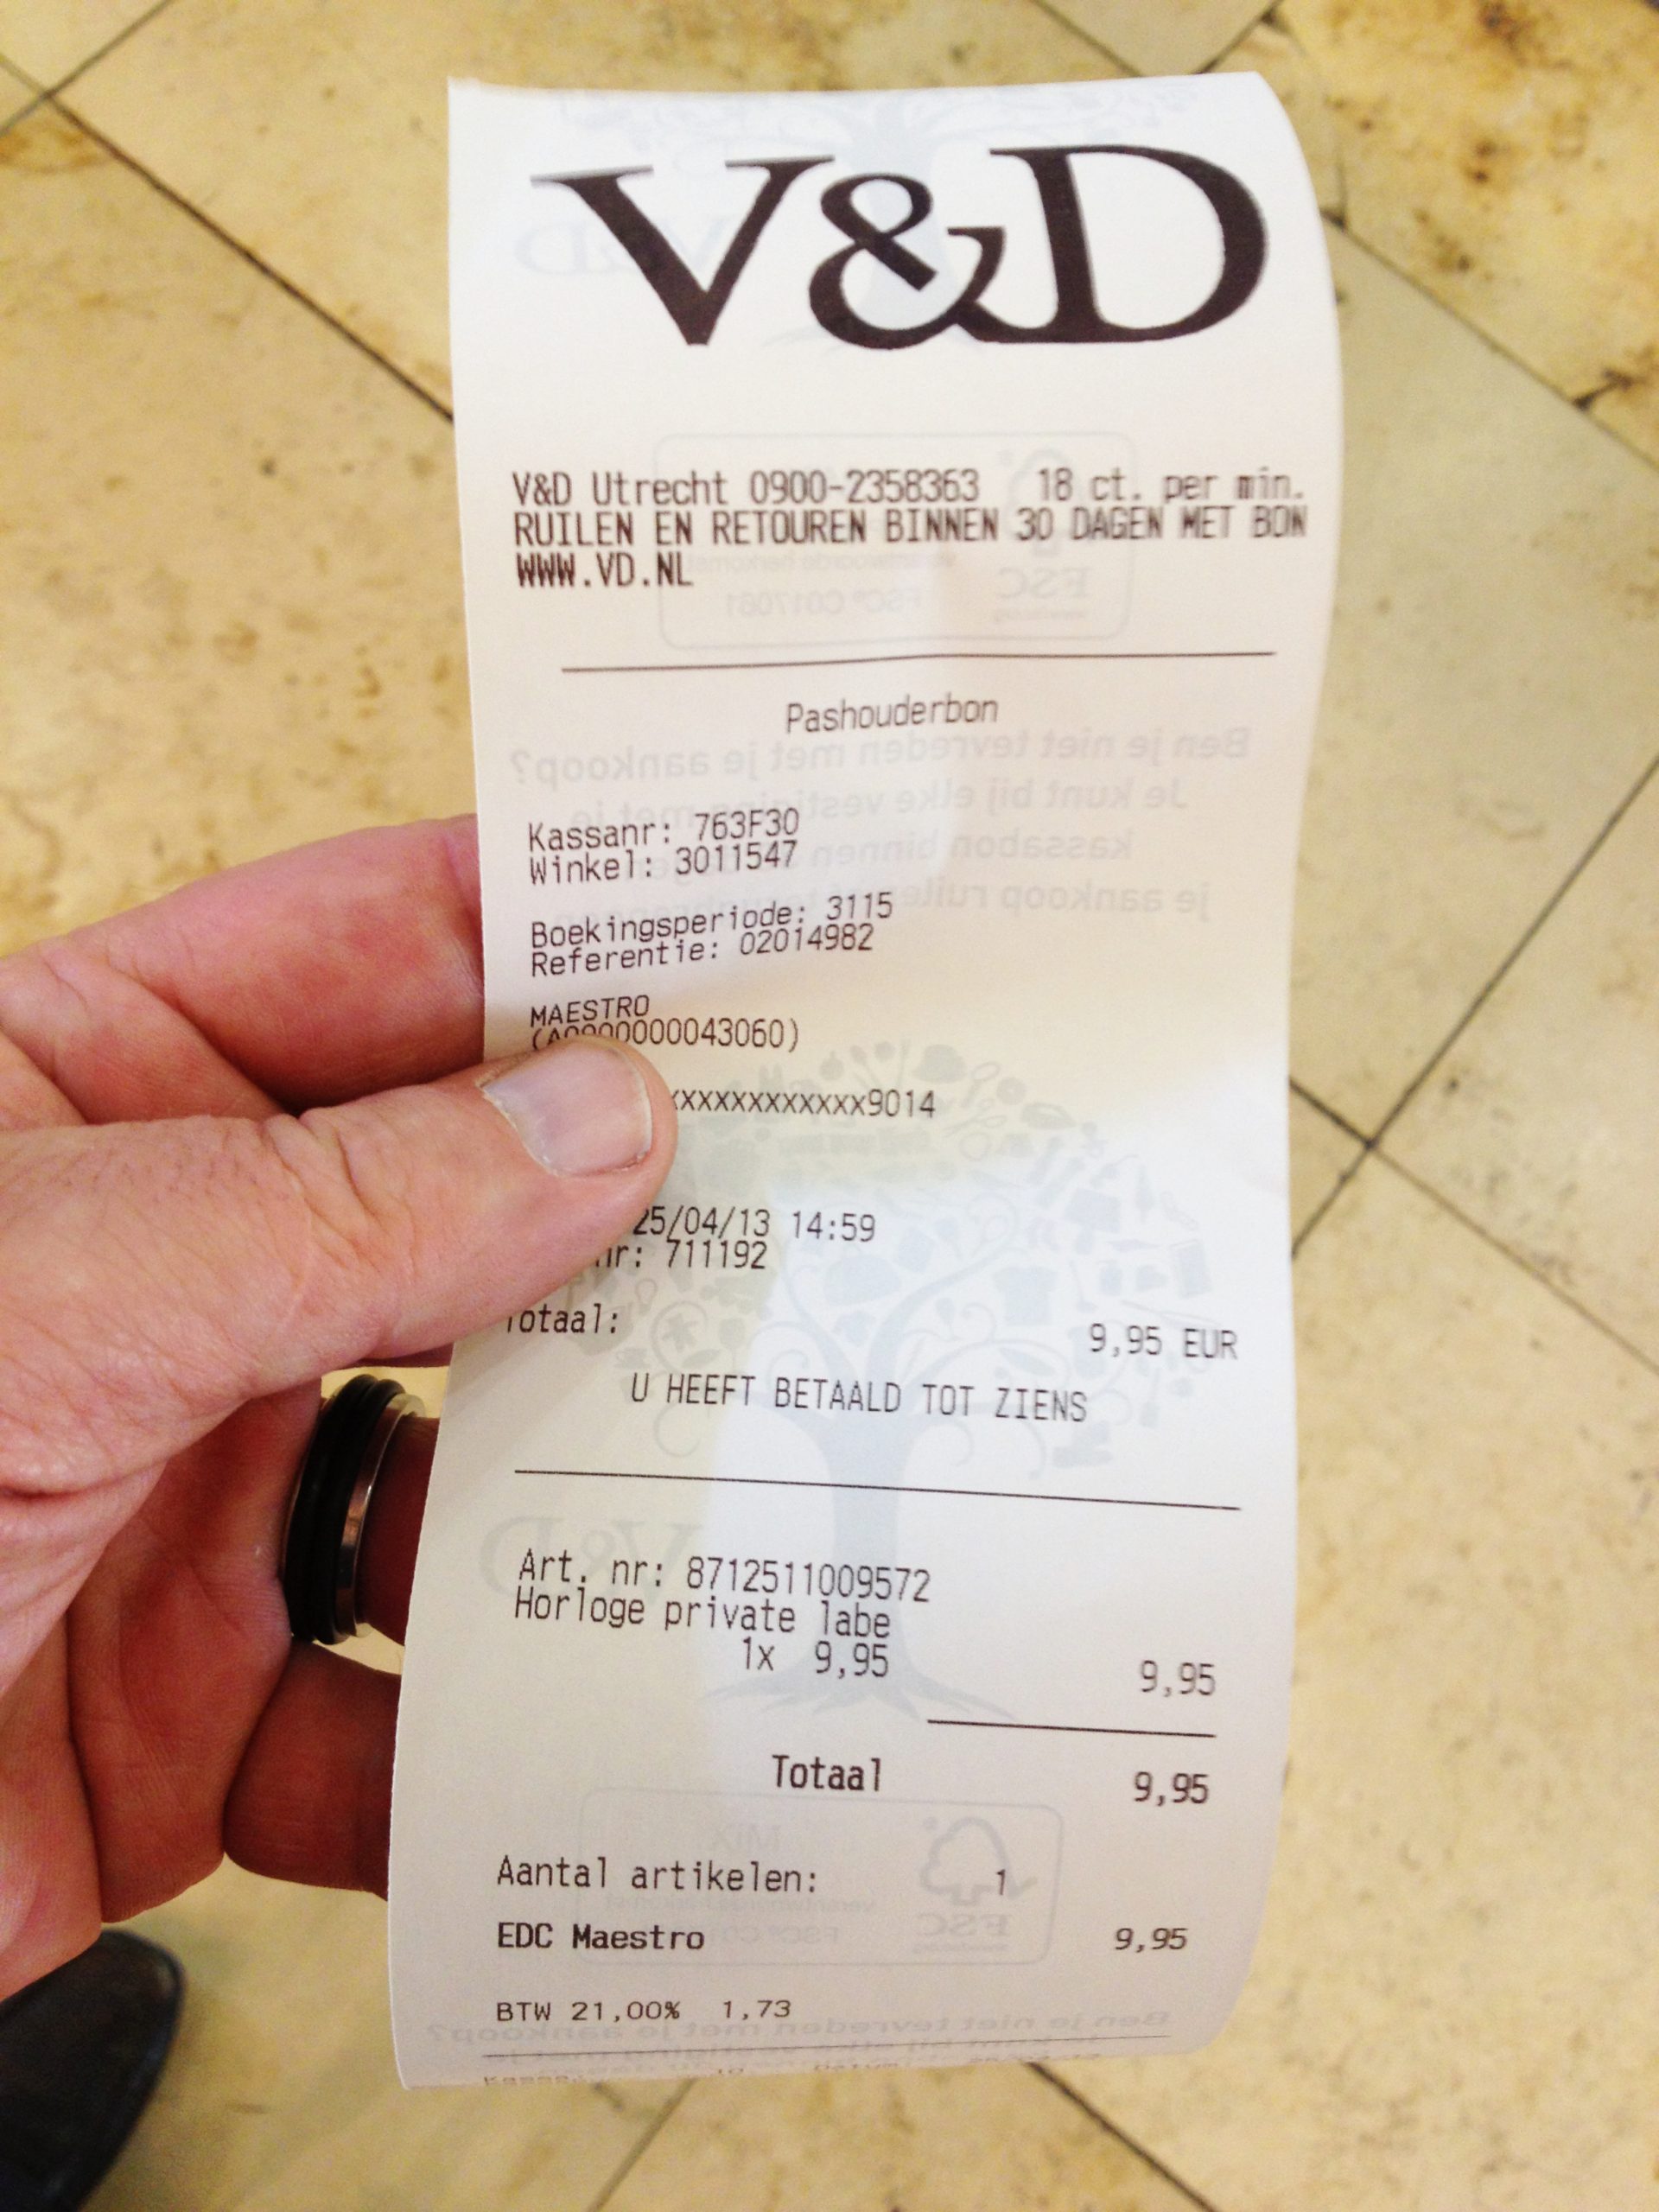 V&D
V&D Utrecht 0900-2358363 18 ct. per min.
RUILEN EN RETOUREN BINNEN 30 DAGEN MET BON
WWW.VD.NL
Pashouderbon
Kassanr: 763F30
Winkel: 3011547
Boekingsperiode: 3115
Referentie: 02014982
MAESTRO
(A0000000043060)
xxxxxxxxxxxx9014
25/04/13 14:59
nr: 711192
Totaal: 9,95 EUR
U HEEFT BETAALD TOT ZIENS
Art. nr: 8712511009572
Horloge private labe
1x 9,95 9,95
Totaal 9,95
Aantal artikelen: 1
EDC Maestro 9,95
BTW 21,00% 1,73